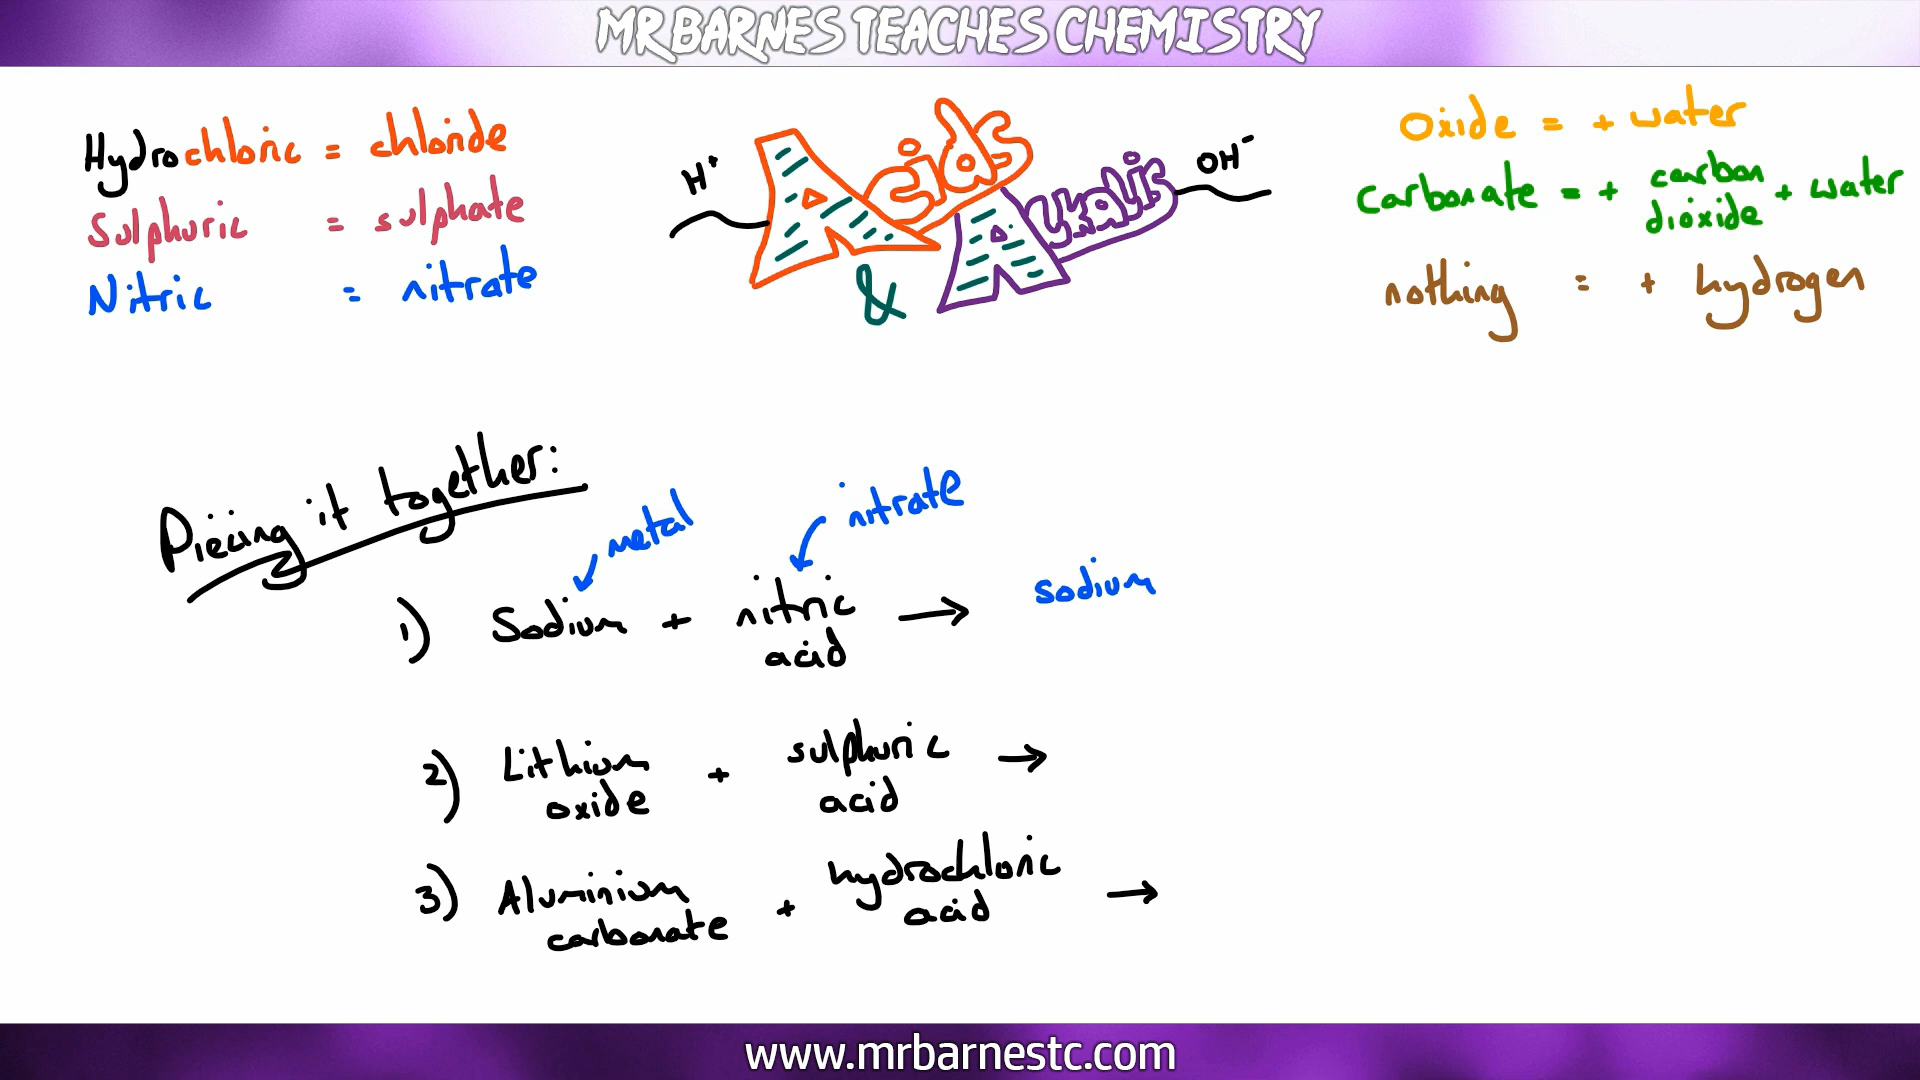 MR BARNES TEACHES CHEMISTRY
Hydrochloric = chloride
Sulphuric = sulphate
Nitric = nitrate
H⁺
Acids
&
Alkalis
OH⁻
Oxide = + water
Carbonate = + carbon dioxide + water
nothing = + hydrogen
Piecing it together:
metal
nitrate
1) Sodium + nitric acid → sodium
2) Lithium oxide + sulphuric acid →
3) Aluminium carbonate + hydrochloric acid →
www.mrbarnestc.com